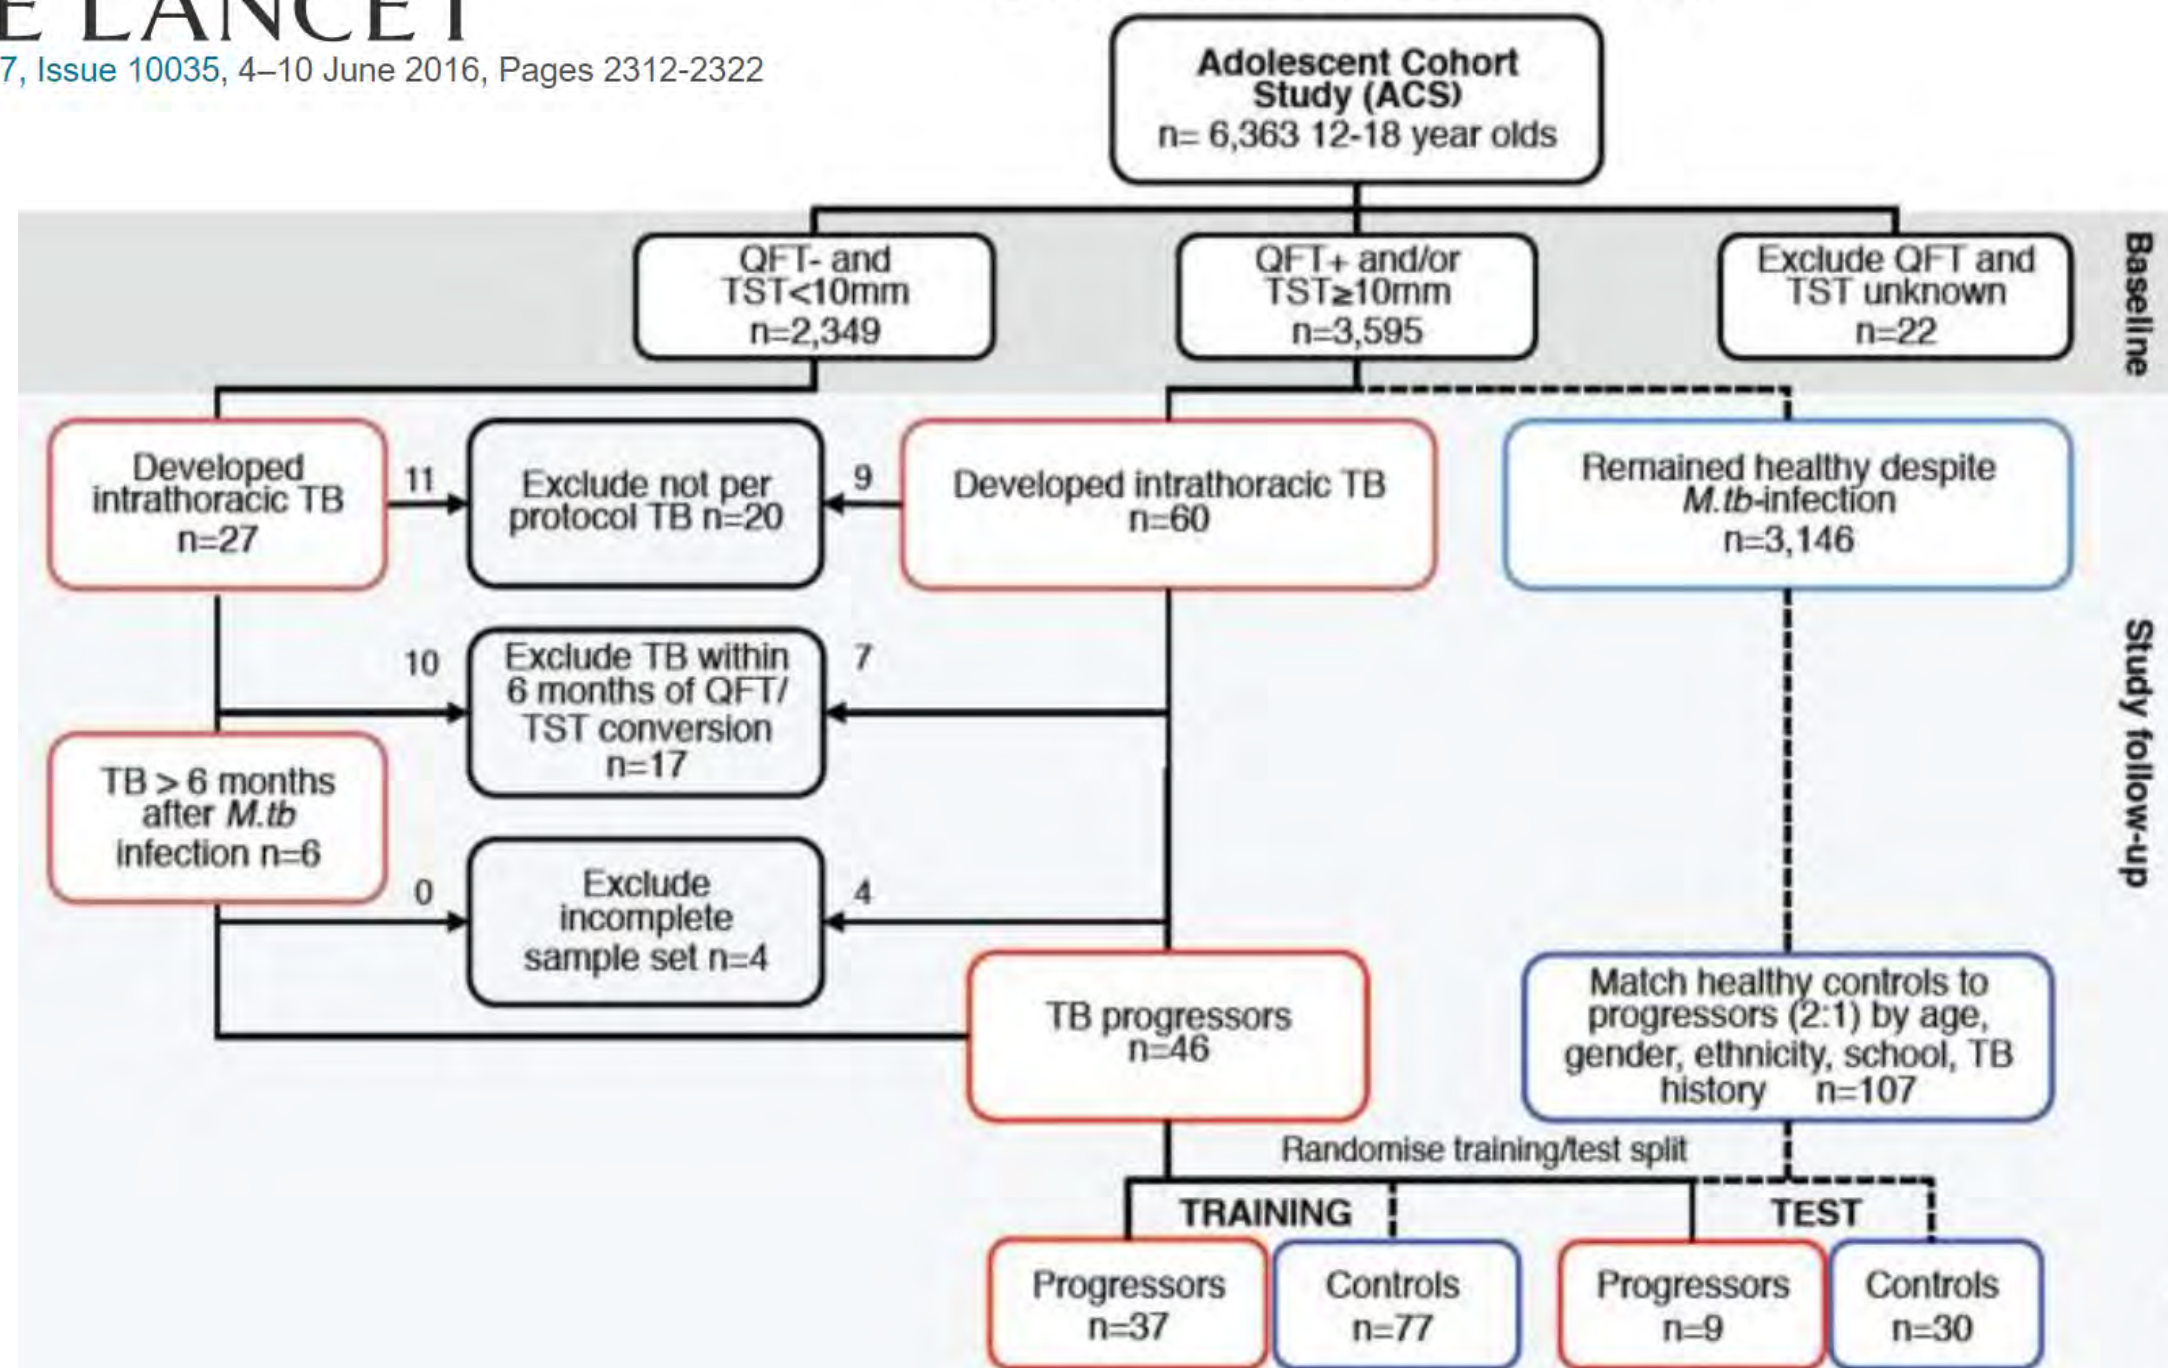 E LANCET
7, Issue 10035, 4–10 June 2016, Pages 2312-2322
Adolescent Cohort
Study (ACS)
n= 6,363 12-18 year olds
QFT- and
TST<10mm
n=2,349
QFT+ and/or
TST≥10mm
n=3,595
Exclude QFT and
TST unknown
n=22
Baseline
Developed
intrathoracic TB
n=27
11
Exclude not per
protocol TB n=20
9
Developed intrathoracic TB
n=60
Remained healthy despite
M.tb-infection
n=3,146
10
Exclude TB within
6 months of QFT/
TST conversion
n=17
7
Study follow-up
TB > 6 months
after M.tb
infection n=6
0
Exclude
incomplete
sample set n=4
4
TB progressors
n=46
Match healthy controls to
progressors (2:1) by age,
gender, ethnicity, school, TB
history n=107
Randomise training/test split
TRAINING
TEST
Progressors
n=37
Controls
n=77
Progressors
n=9
Controls
n=30